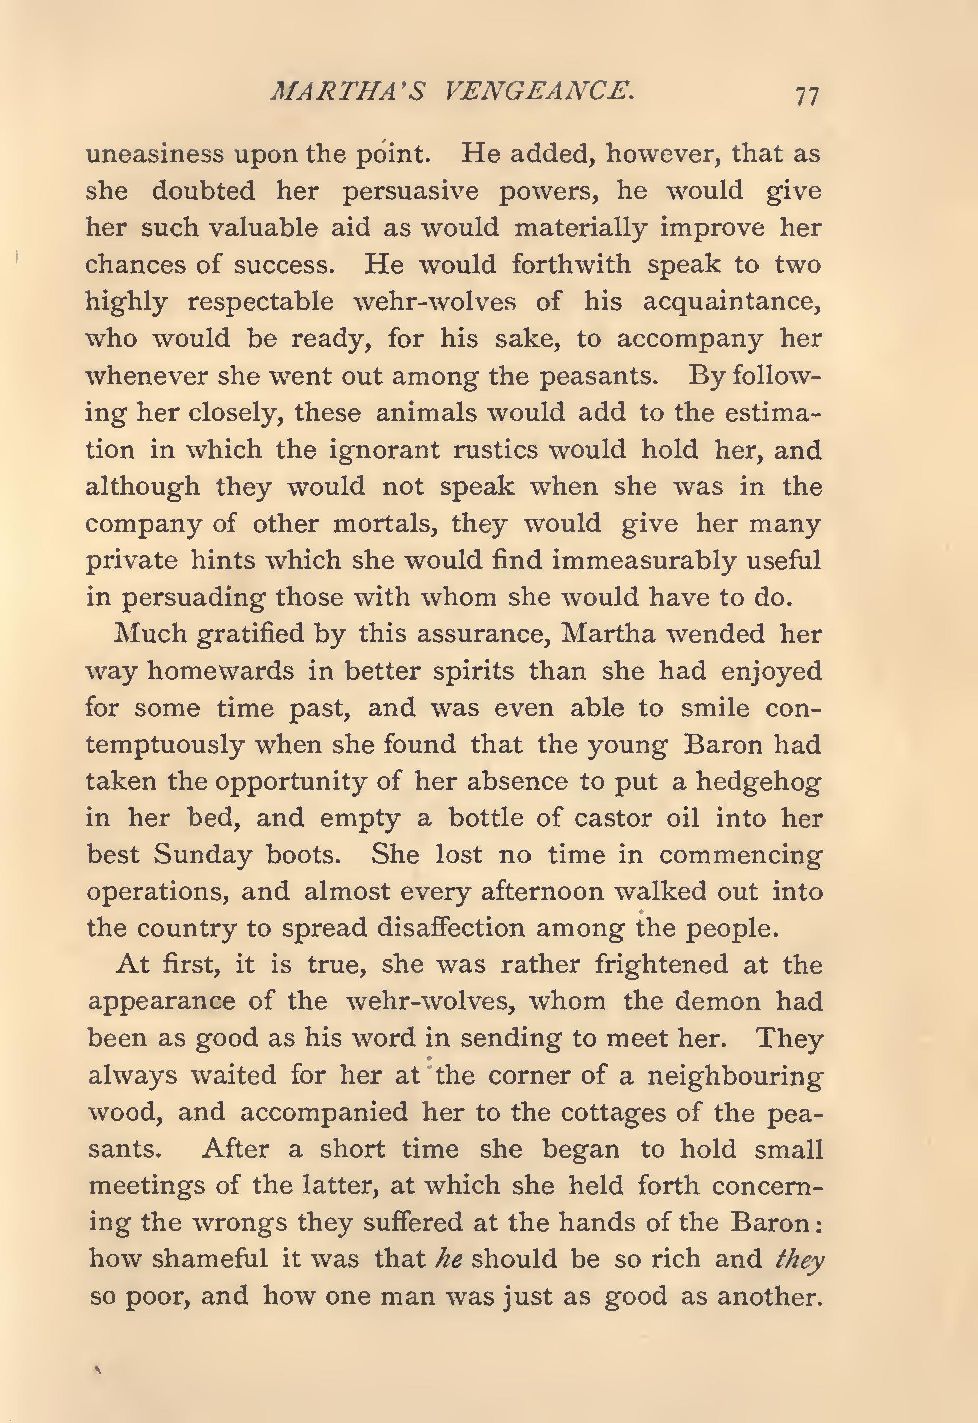 MARTHA'S VENGEANCE. 77
uneasiness upon the point. He added, however, that as
she doubted her persuasive powers, he would give
her such valuable aid as would materially improve her
chances of success. He would forthwith speak to two
highly respectable wehr-wolves of his acquaintance,
who would be ready, for his sake, to accompany her
whenever she went out among the peasants. By follow-
ing her closely, these animals would add to the estima-
tion in which the ignorant rustics would hold her, and
although they would not speak when she was in the
company of other mortals, they would give her many
private hints which she would find immeasurably useful
in persuading those with whom she would have to do.
Much gratified by this assurance, Martha wended her
way homewards in better spirits than she had enjoyed
for some time past, and was even able to smile con-
temptuously when she found that the young Baron had
taken the opportunity of her absence to put a hedgehog
in her bed, and empty a bottle of castor oil into her
best Sunday boots. She lost no time in commencing
operations, and almost every afternoon walked out into
the country to spread disaffection among the people.
At first, it is true, she was rather frightened at the
appearance of the wehr-wolves, whom the demon had
been as good as his word in sending to meet her. They
always waited for her at the corner of a neighbouring
wood, and accompanied her to the cottages of the pea-
sants. After a short time she began to hold small
meetings of the latter, at which she held forth concern-
ing the wrongs they suffered at the hands of the Baron:
how shameful it was that he should be so rich and they
so poor, and how one man was just as good as another.